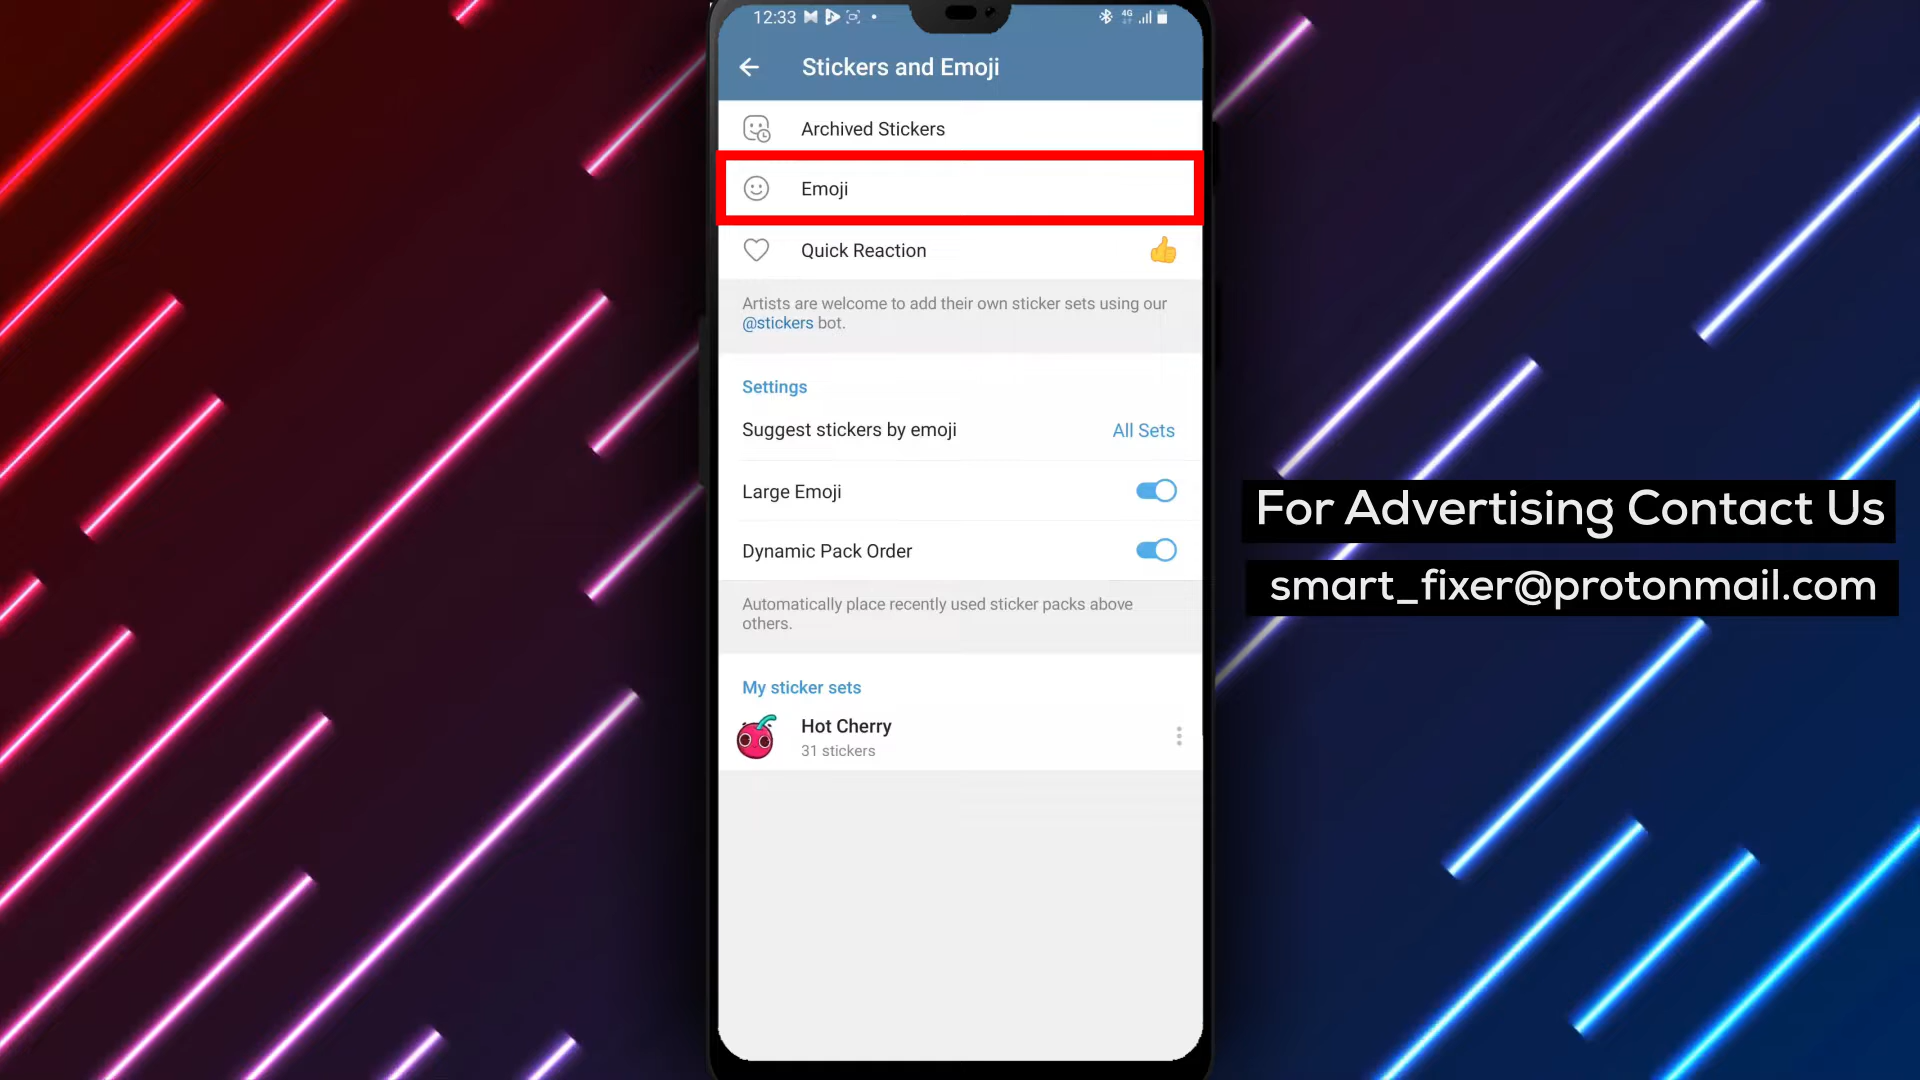 12:33
4G
Stickers and Emoji
Archived Stickers
Emoji
Quick Reaction
Artists are welcome to add their own sticker sets using our
@stickers bot.
Settings
Suggest stickers by emoji All Sets
Large Emoji
Dynamic Pack Order
Automatically place recently used sticker packs above
others.
My sticker sets
Hot Cherry
31 stickers
For Advertising Contact Us
smart_fixer@protonmail.com